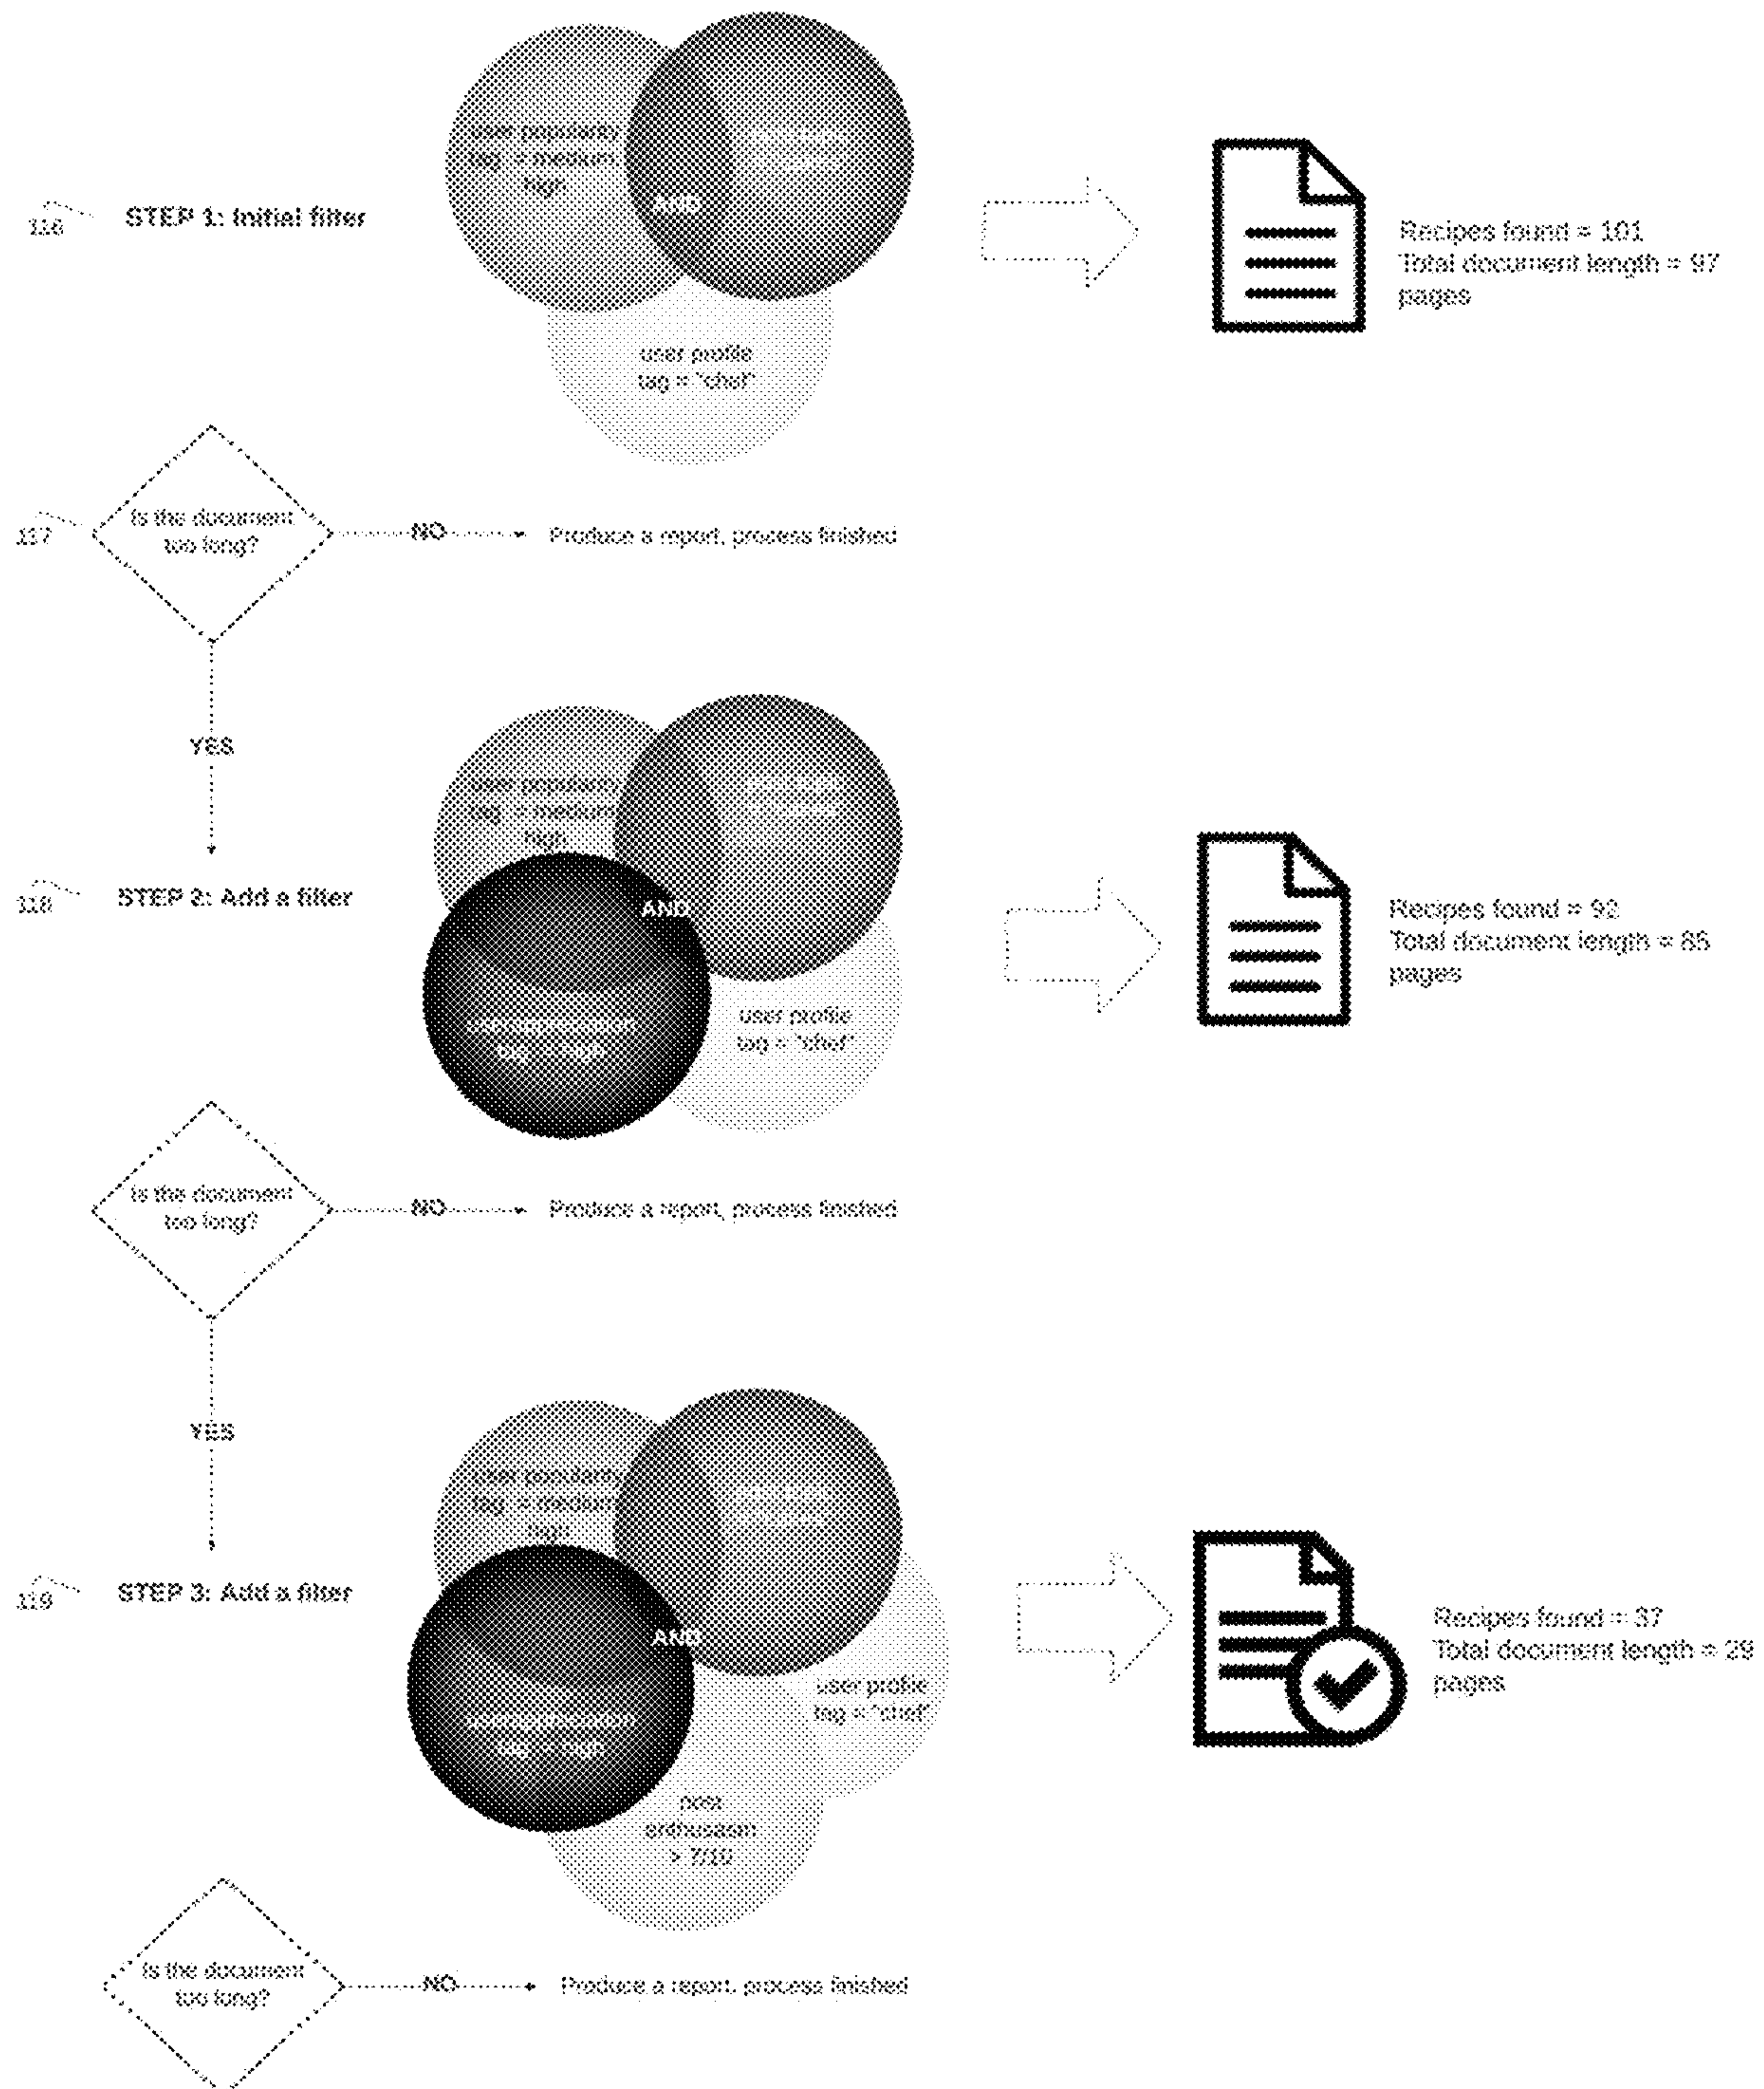 user popularity
tag = medium
high
AND
116
STEP 1: Initial filter
Recipes found = 101
Total document length = 97
pages
user profile
tag = "chef"
117
Is the document
too long?
NO
Produce a report, process finished
YES
user popularity
tag = medium
high
118
STEP 2: Add a filter
AND
Recipes found = 92
Total document length = 85
pages
user profile
tag = "chef"
Is the document
too long?
NO
Produce a report, process finished
YES
user popularity
tag = medium
high
119
STEP 3: Add a filter
AND
Recipes found = 37
Total document length = 29
pages
user profile
tag = "chef"
post
enthusiasm
> 7/10
Is the document
too long?
NO
Produce a report, process finished